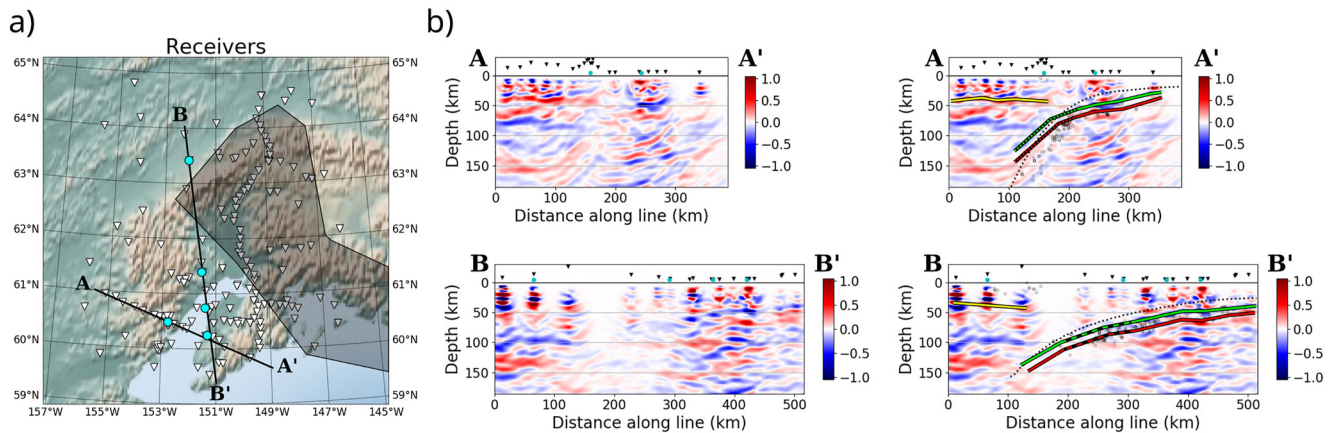 a)
Receivers
65°N
65°N
64°N
64°N
63°N
63°N
62°N
62°N
61°N
61°N
60°N
60°N
59°N
59°N
157°W
155°W
153°W
151°W
149°W
147°W
145°W
B
A
A'
B'
b)
A
A'
0
50
100
150
Depth (km)
0
100
200
300
Distance along line (km)
1.0
0.5
0.0
−0.5
−1.0
A
A'
0
50
100
150
Depth (km)
0
100
200
300
Distance along line (km)
1.0
0.5
0.0
−0.5
−1.0
B
B'
0
50
100
150
Depth (km)
0
100
200
300
400
500
Distance along line (km)
1.0
0.5
0.0
−0.5
−1.0
B
B'
0
50
100
150
Depth (km)
0
100
200
300
400
500
Distance along line (km)
1.0
0.5
0.0
−0.5
−1.0